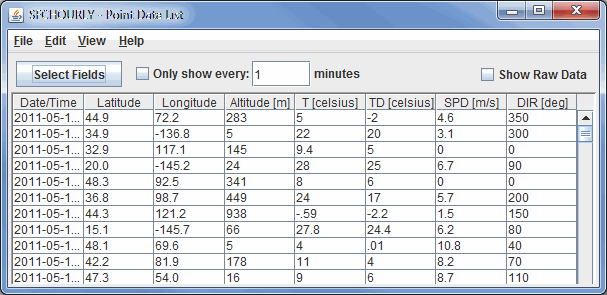 SFCHOURLY - Point Data List
File Edit View Help
Select Fields Only show every: 1 minutes Show Raw Data
Date/Time Latitude Longitude Altitude [m] T [celsius] TD [celsius] SPD [m/s] DIR [deg]
2011-05-1... 44.9 72.2 283 5 -2 4.6 350
2011-05-1... 34.9 -136.8 5 22 20 3.1 300
2011-05-1... 32.9 117.1 145 9.4 5 0 0
2011-05-1... 20.0 -145.2 24 28 25 6.7 90
2011-05-1... 48.3 92.5 341 8 6 0 0
2011-05-1... 36.8 98.7 449 24 17 5.7 200
2011-05-1... 44.3 121.2 938 -.59 -2.2 1.5 150
2011-05-1... 15.1 -145.7 66 27.8 24.4 6.2 80
2011-05-1... 48.1 69.6 5 4 .01 10.8 40
2011-05-1... 42.2 81.9 178 11 4 8.2 70
2011-05-1... 47.3 54.0 16 9 6 8.7 110